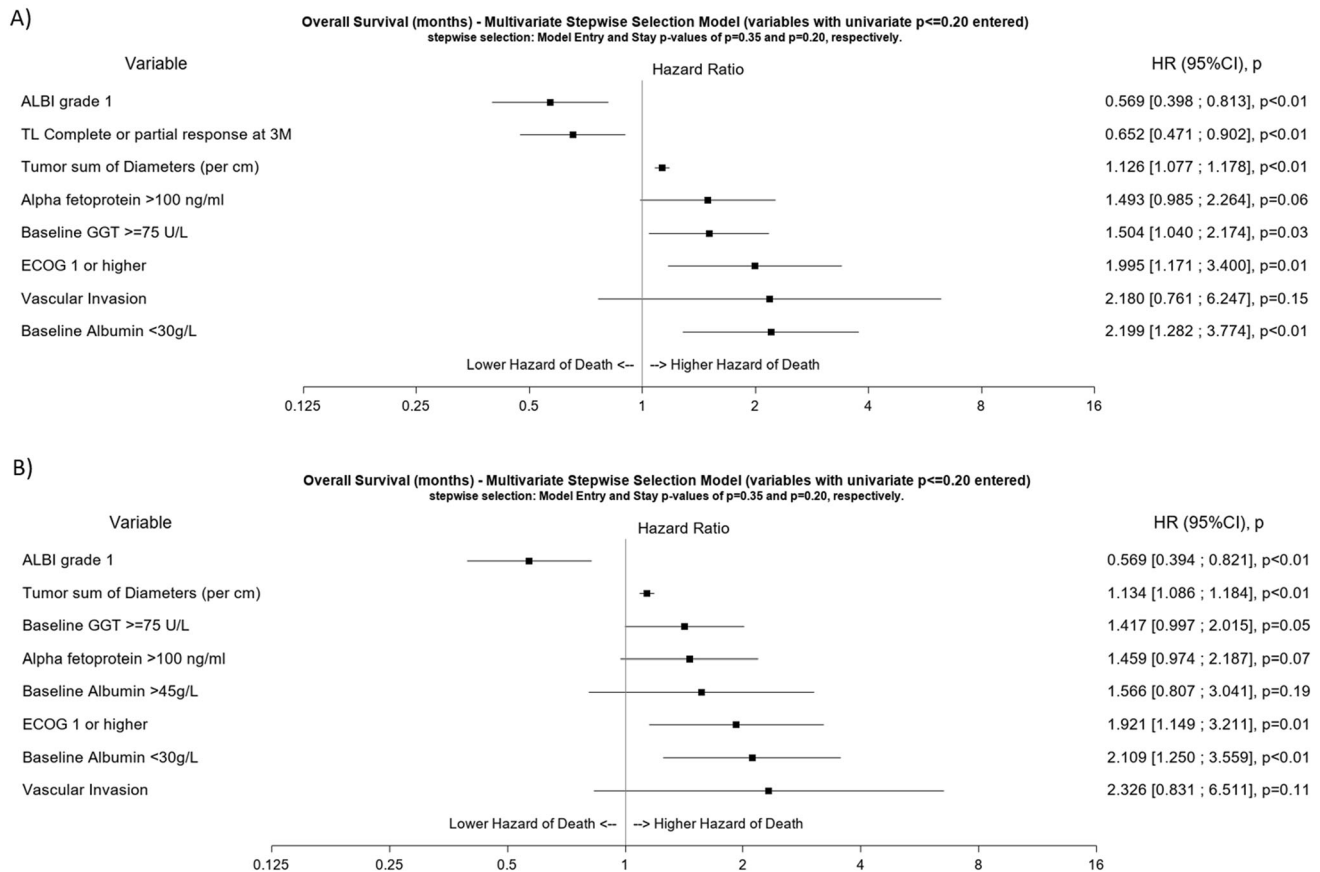 A)
Overall Survival (months) - Multivariate Stepwise Selection Model (variables with univariate p<=0.20 entered)
stepwise selection: Model Entry and Stay p-values of p=0.35 and p=0.20, respectively.
Variable Hazard Ratio HR (95%CI), p
ALBI grade 1 0.569 [0.398 ; 0.813], p<0.01
TL Complete or partial response at 3M 0.652 [0.471 ; 0.902], p<0.01
Tumor sum of Diameters (per cm) 1.126 [1.077 ; 1.178], p<0.01
Alpha fetoprotein >100 ng/ml 1.493 [0.985 ; 2.264], p=0.06
Baseline GGT >=75 U/L 1.504 [1.040 ; 2.174], p=0.03
ECOG 1 or higher 1.995 [1.171 ; 3.400], p=0.01
Vascular Invasion 2.180 [0.761 ; 6.247], p=0.15
Baseline Albumin <30g/L 2.199 [1.282 ; 3.774], p<0.01
Lower Hazard of Death <-- --> Higher Hazard of Death
0.125 0.25 0.5 1 2 4 8 16
B)
Overall Survival (months) - Multivariate Stepwise Selection Model (variables with univariate p<=0.20 entered)
stepwise selection: Model Entry and Stay p-values of p=0.35 and p=0.20, respectively.
Variable Hazard Ratio HR (95%CI), p
ALBI grade 1 0.569 [0.394 ; 0.821], p<0.01
Tumor sum of Diameters (per cm) 1.134 [1.086 ; 1.184], p<0.01
Baseline GGT >=75 U/L 1.417 [0.997 ; 2.015], p=0.05
Alpha fetoprotein >100 ng/ml 1.459 [0.974 ; 2.187], p=0.07
Baseline Albumin >45g/L 1.566 [0.807 ; 3.041], p=0.19
ECOG 1 or higher 1.921 [1.149 ; 3.211], p=0.01
Baseline Albumin <30g/L 2.109 [1.250 ; 3.559], p<0.01
Vascular Invasion 2.326 [0.831 ; 6.511], p=0.11
Lower Hazard of Death <-- --> Higher Hazard of Death
0.125 0.25 0.5 1 2 4 8 16